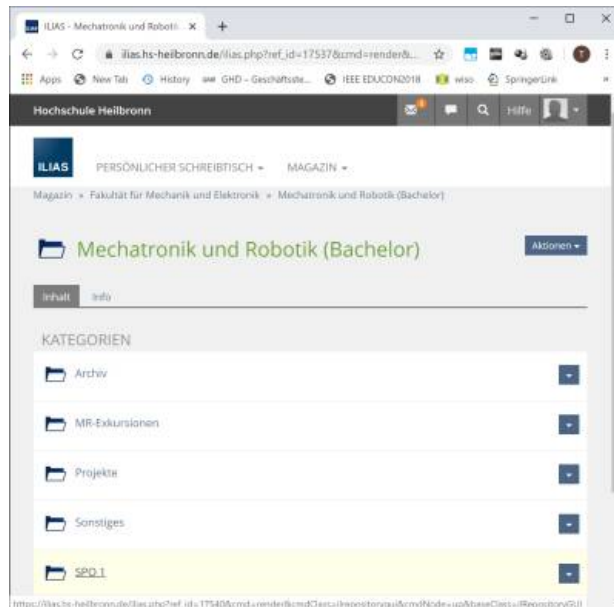 ILIAS - Mechatronik und Roboti
ilias.hs-heilbronn.de/ilias.php?ref_id=17537&cmd=render&...
Apps New Tab History GHD – Geschäftsste... IEEE EDUCON2018 wiso SpringerLink
Hochschule Heilbronn Hilfe
ILIAS PERSÖNLICHER SCHREIBTISCH MAGAZIN
Magazin » Fakultät für Mechanik und Elektronik » Mechatronik und Robotik (Bachelor)
Mechatronik und Robotik (Bachelor) Aktionen
Inhalt Info
KATEGORIEN
Archiv
MR-Exkursionen
Projekte
Sonstiges
SPO 1